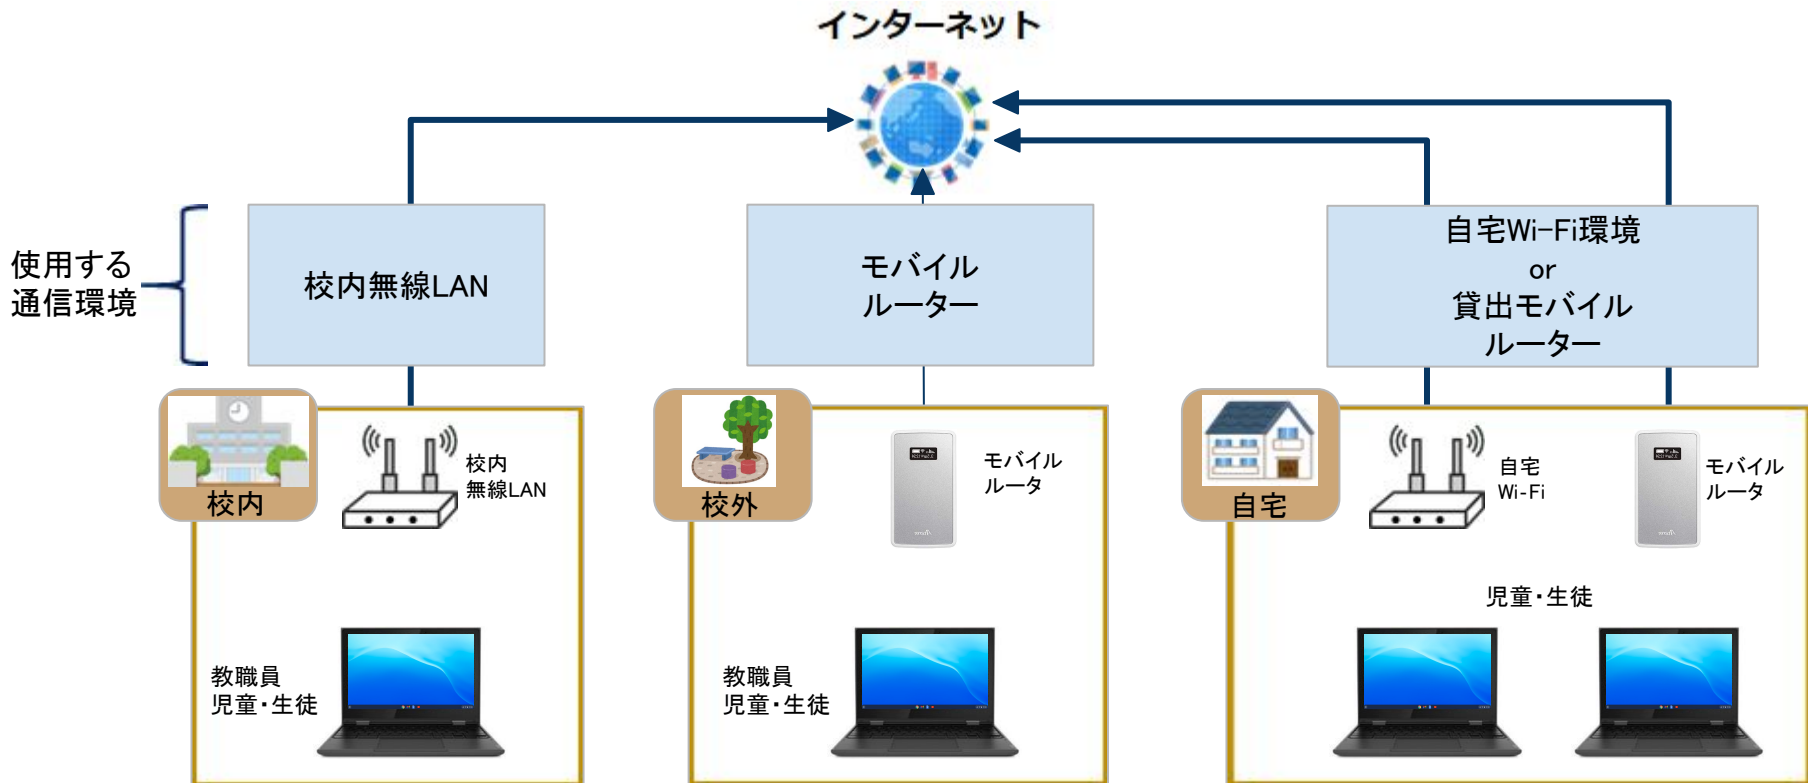 インターネット
使用する
通信環境
校内無線LAN
モバイル
ルーター
自宅Wi-Fi環境
or
貸出モバイル
ルーター
校内
校内
無線LAN
教職員
児童・生徒
校外
モバイル
ルータ
教職員
児童・生徒
自宅
自宅
Wi-Fi
モバイル
ルータ
児童・生徒